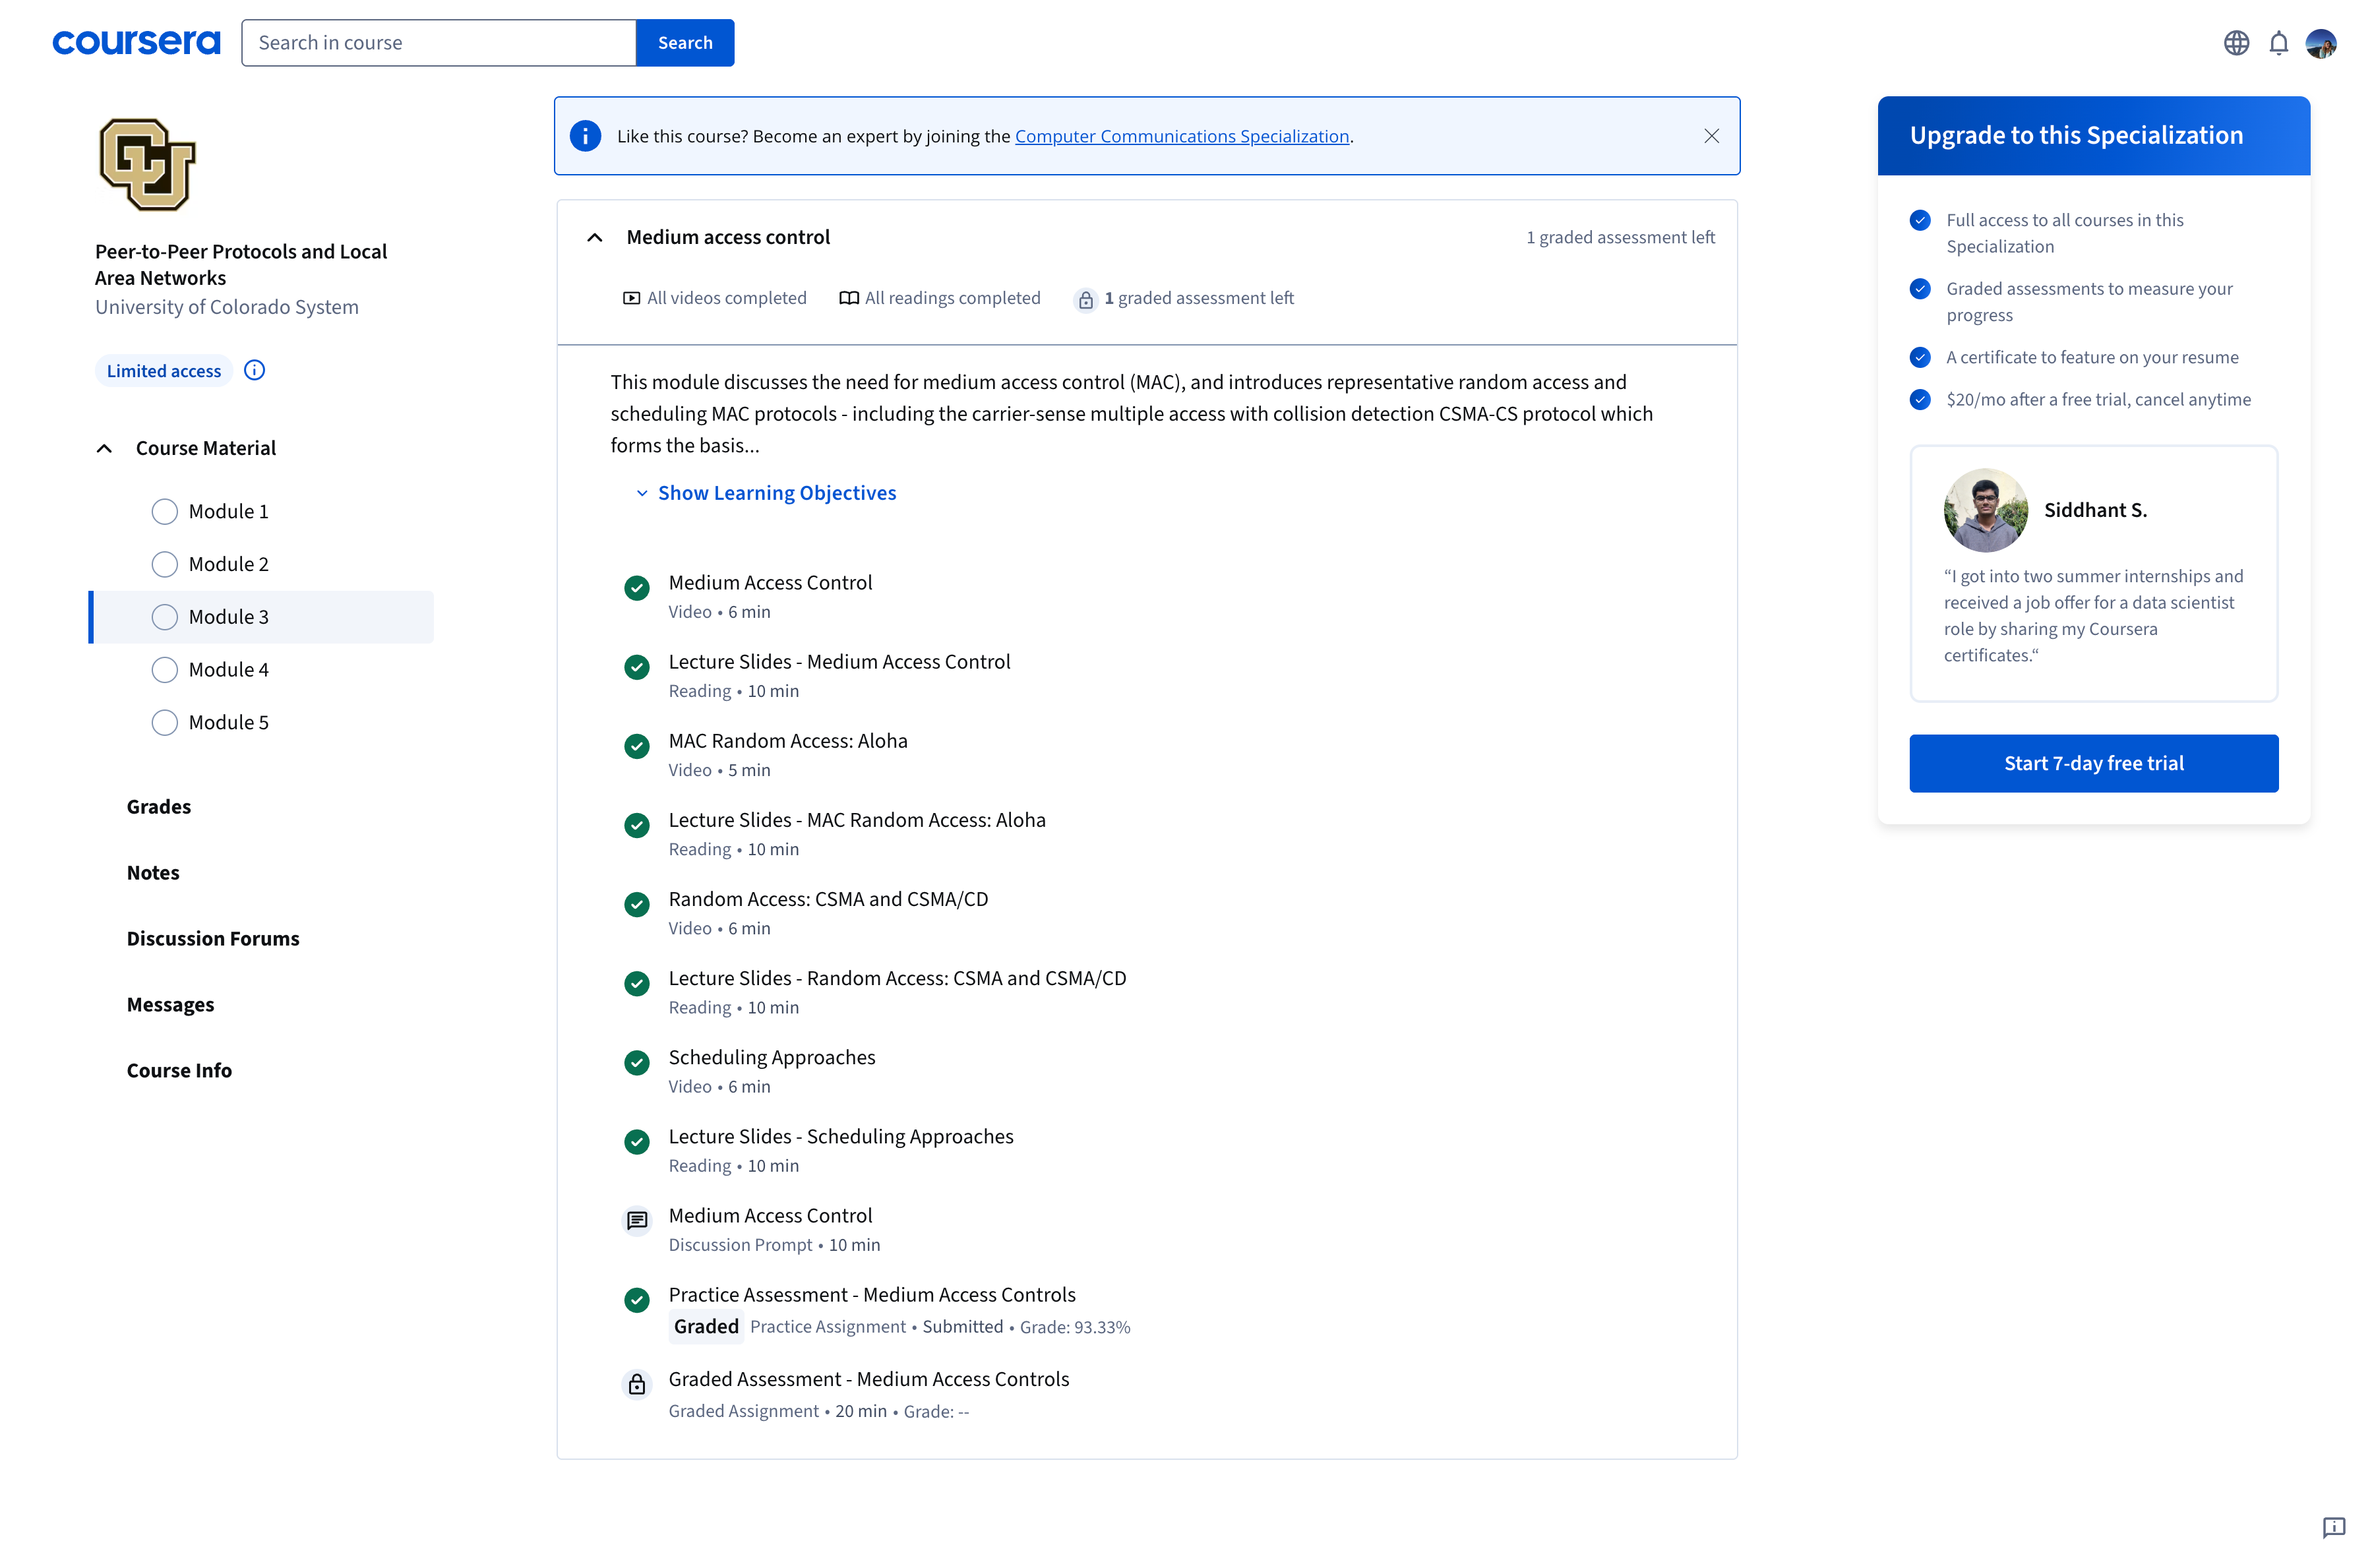 coursera
Search in course
Search
Peer-to-Peer Protocols and Local
Area Networks
University of Colorado System
Limited access
Course Material
Module 1
Module 2
Module 3
Module 4
Module 5
Grades
Notes
Discussion Forums
Messages
Course Info
Like this course? Become an expert by joining the Computer Communications Specialization.
Medium access control
1 graded assessment left
All videos completed
All readings completed
1 graded assessment left
This module discusses the need for medium access control (MAC), and introduces representative random access and
scheduling MAC protocols - including the carrier-sense multiple access with collision detection CSMA-CS protocol which
forms the basis...
Show Learning Objectives
Medium Access Control
Video • 6 min
Lecture Slides - Medium Access Control
Reading • 10 min
MAC Random Access: Aloha
Video • 5 min
Lecture Slides - MAC Random Access: Aloha
Reading • 10 min
Random Access: CSMA and CSMA/CD
Video • 6 min
Lecture Slides - Random Access: CSMA and CSMA/CD
Reading • 10 min
Scheduling Approaches
Video • 6 min
Lecture Slides - Scheduling Approaches
Reading • 10 min
Medium Access Control
Discussion Prompt • 10 min
Practice Assessment - Medium Access Controls
Graded Practice Assignment • Submitted • Grade: 93.33%
Graded Assessment - Medium Access Controls
Graded Assignment • 20 min • Grade: --
Upgrade to this Specialization
Full access to all courses in this
Specialization
Graded assessments to measure your
progress
A certificate to feature on your resume
$20/mo after a free trial, cancel anytime
Siddhant S.
“I got into two summer internships and
received a job offer for a data scientist
role by sharing my Coursera
certificates.“
Start 7-day free trial